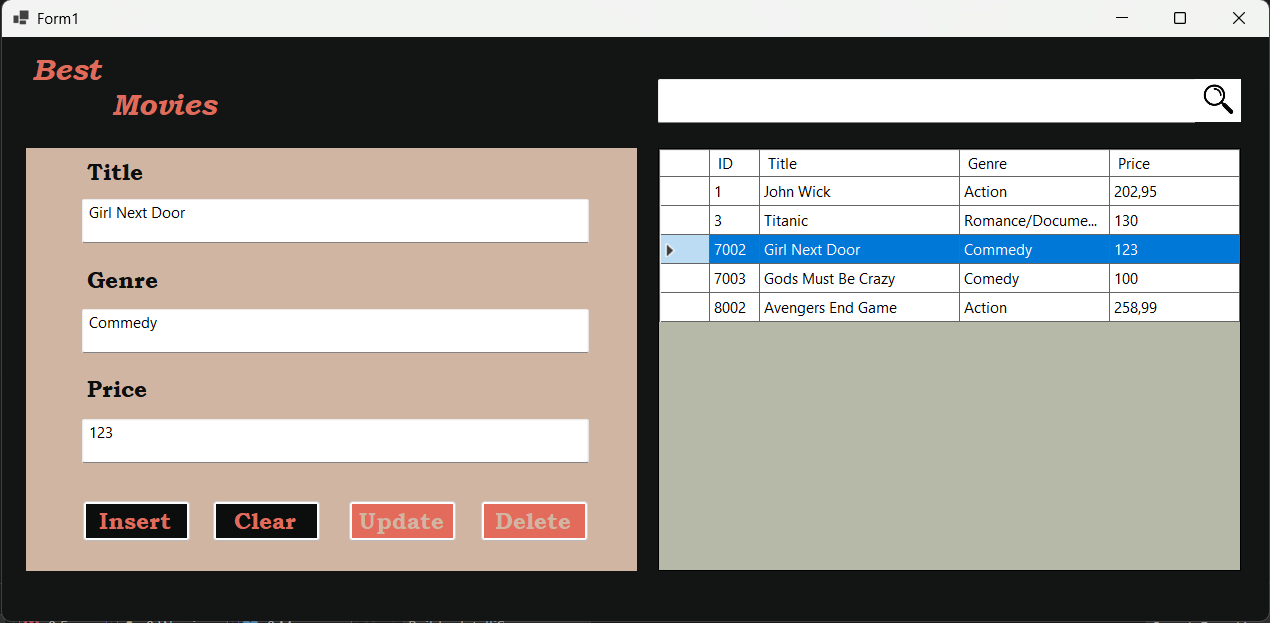 Form1
Best
Movies
Title
Girl Next Door
Genre
Commedy
Price
123
Insert Clear Update Delete
ID Title Genre Price
1 John Wick Action 202,95
3 Titanic Romance/Docume... 130
7002 Girl Next Door Commedy 123
7003 Gods Must Be Crazy Comedy 100
8002 Avengers End Game Action 258,99